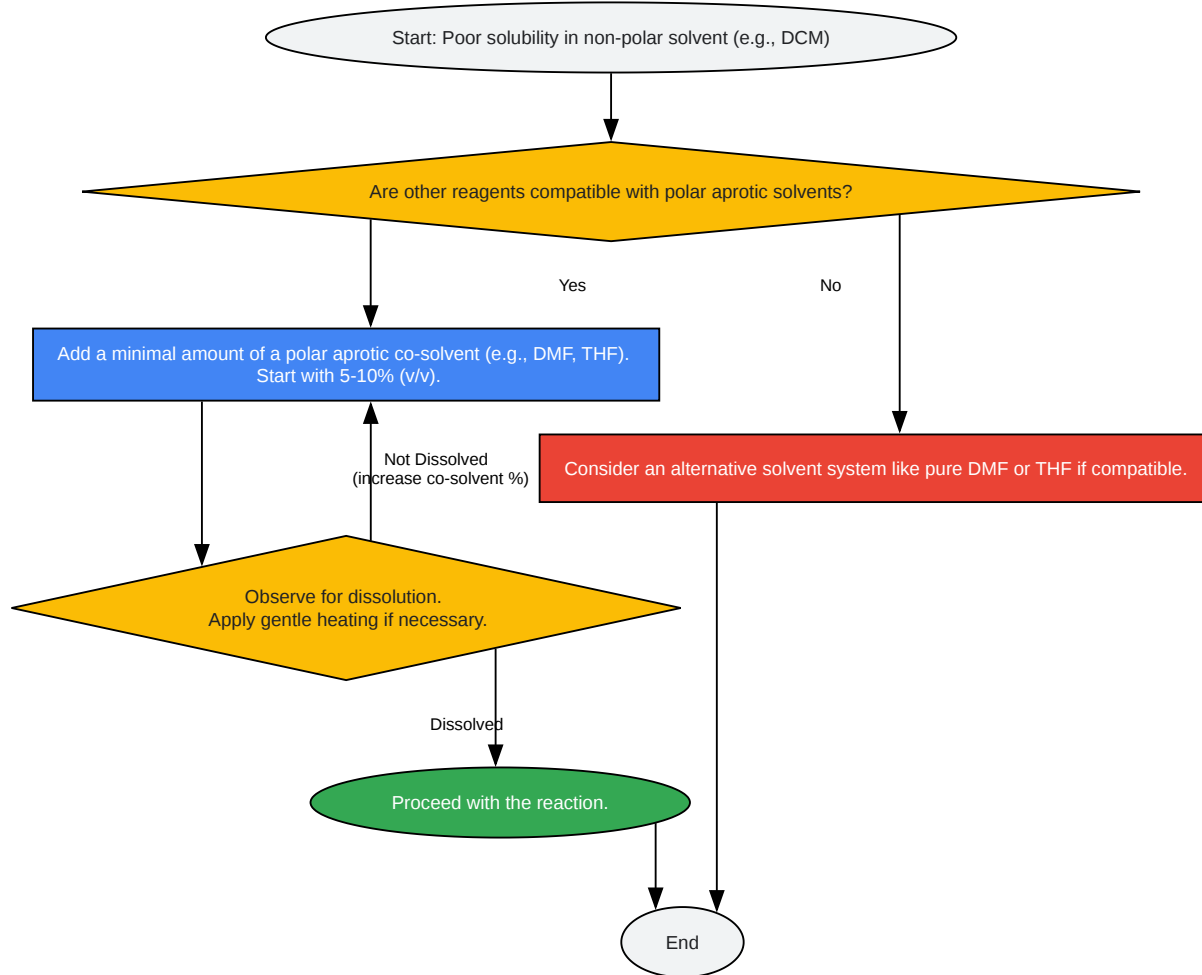 Start: Poor solubility in non-polar solvent (e.g., DCM)
Are other reagents compatible with polar aprotic solvents?
Yes
No
Add a minimal amount of a polar aprotic co-solvent (e.g., DMF, THF).
Start with 5-10% (v/v).
Not Dissolved
(increase co-solvent %)
Consider an alternative solvent system like pure DMF or THF if compatible.
Observe for dissolution.
Apply gentle heating if necessary.
Dissolved
Proceed with the reaction.
End